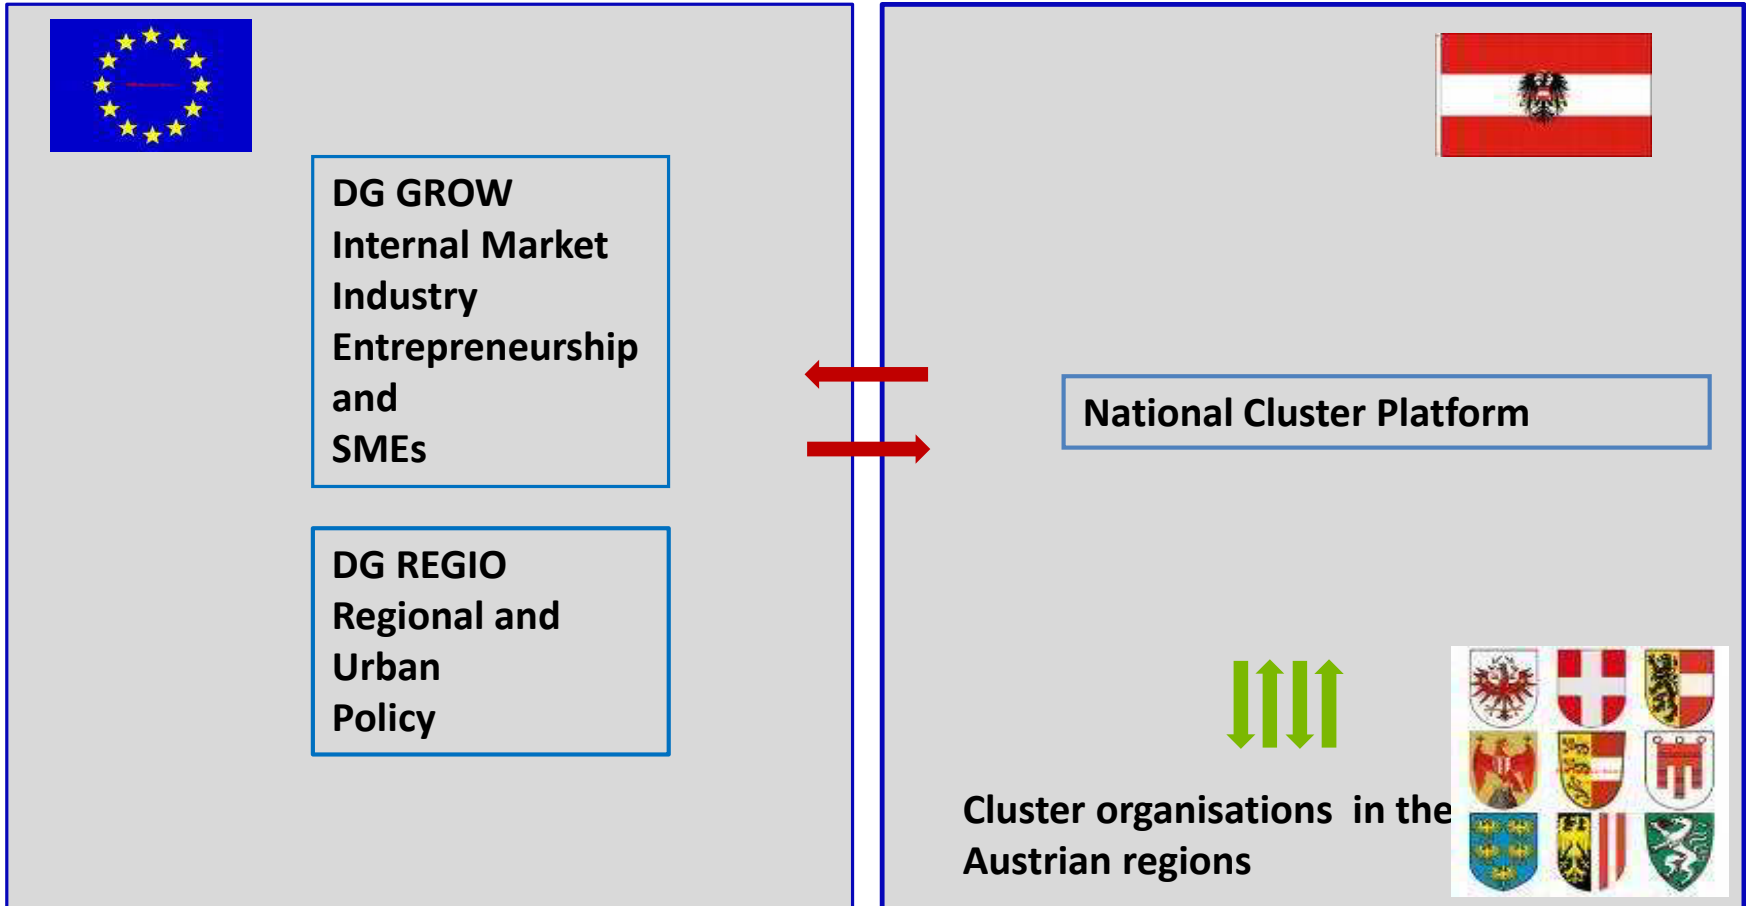 DG GROW
Internal Market
Industry
Entrepreneurship
and
SMEs
DG REGIO
Regional and
Urban
Policy
National Cluster Platform
Cluster organisations in the
Austrian regions